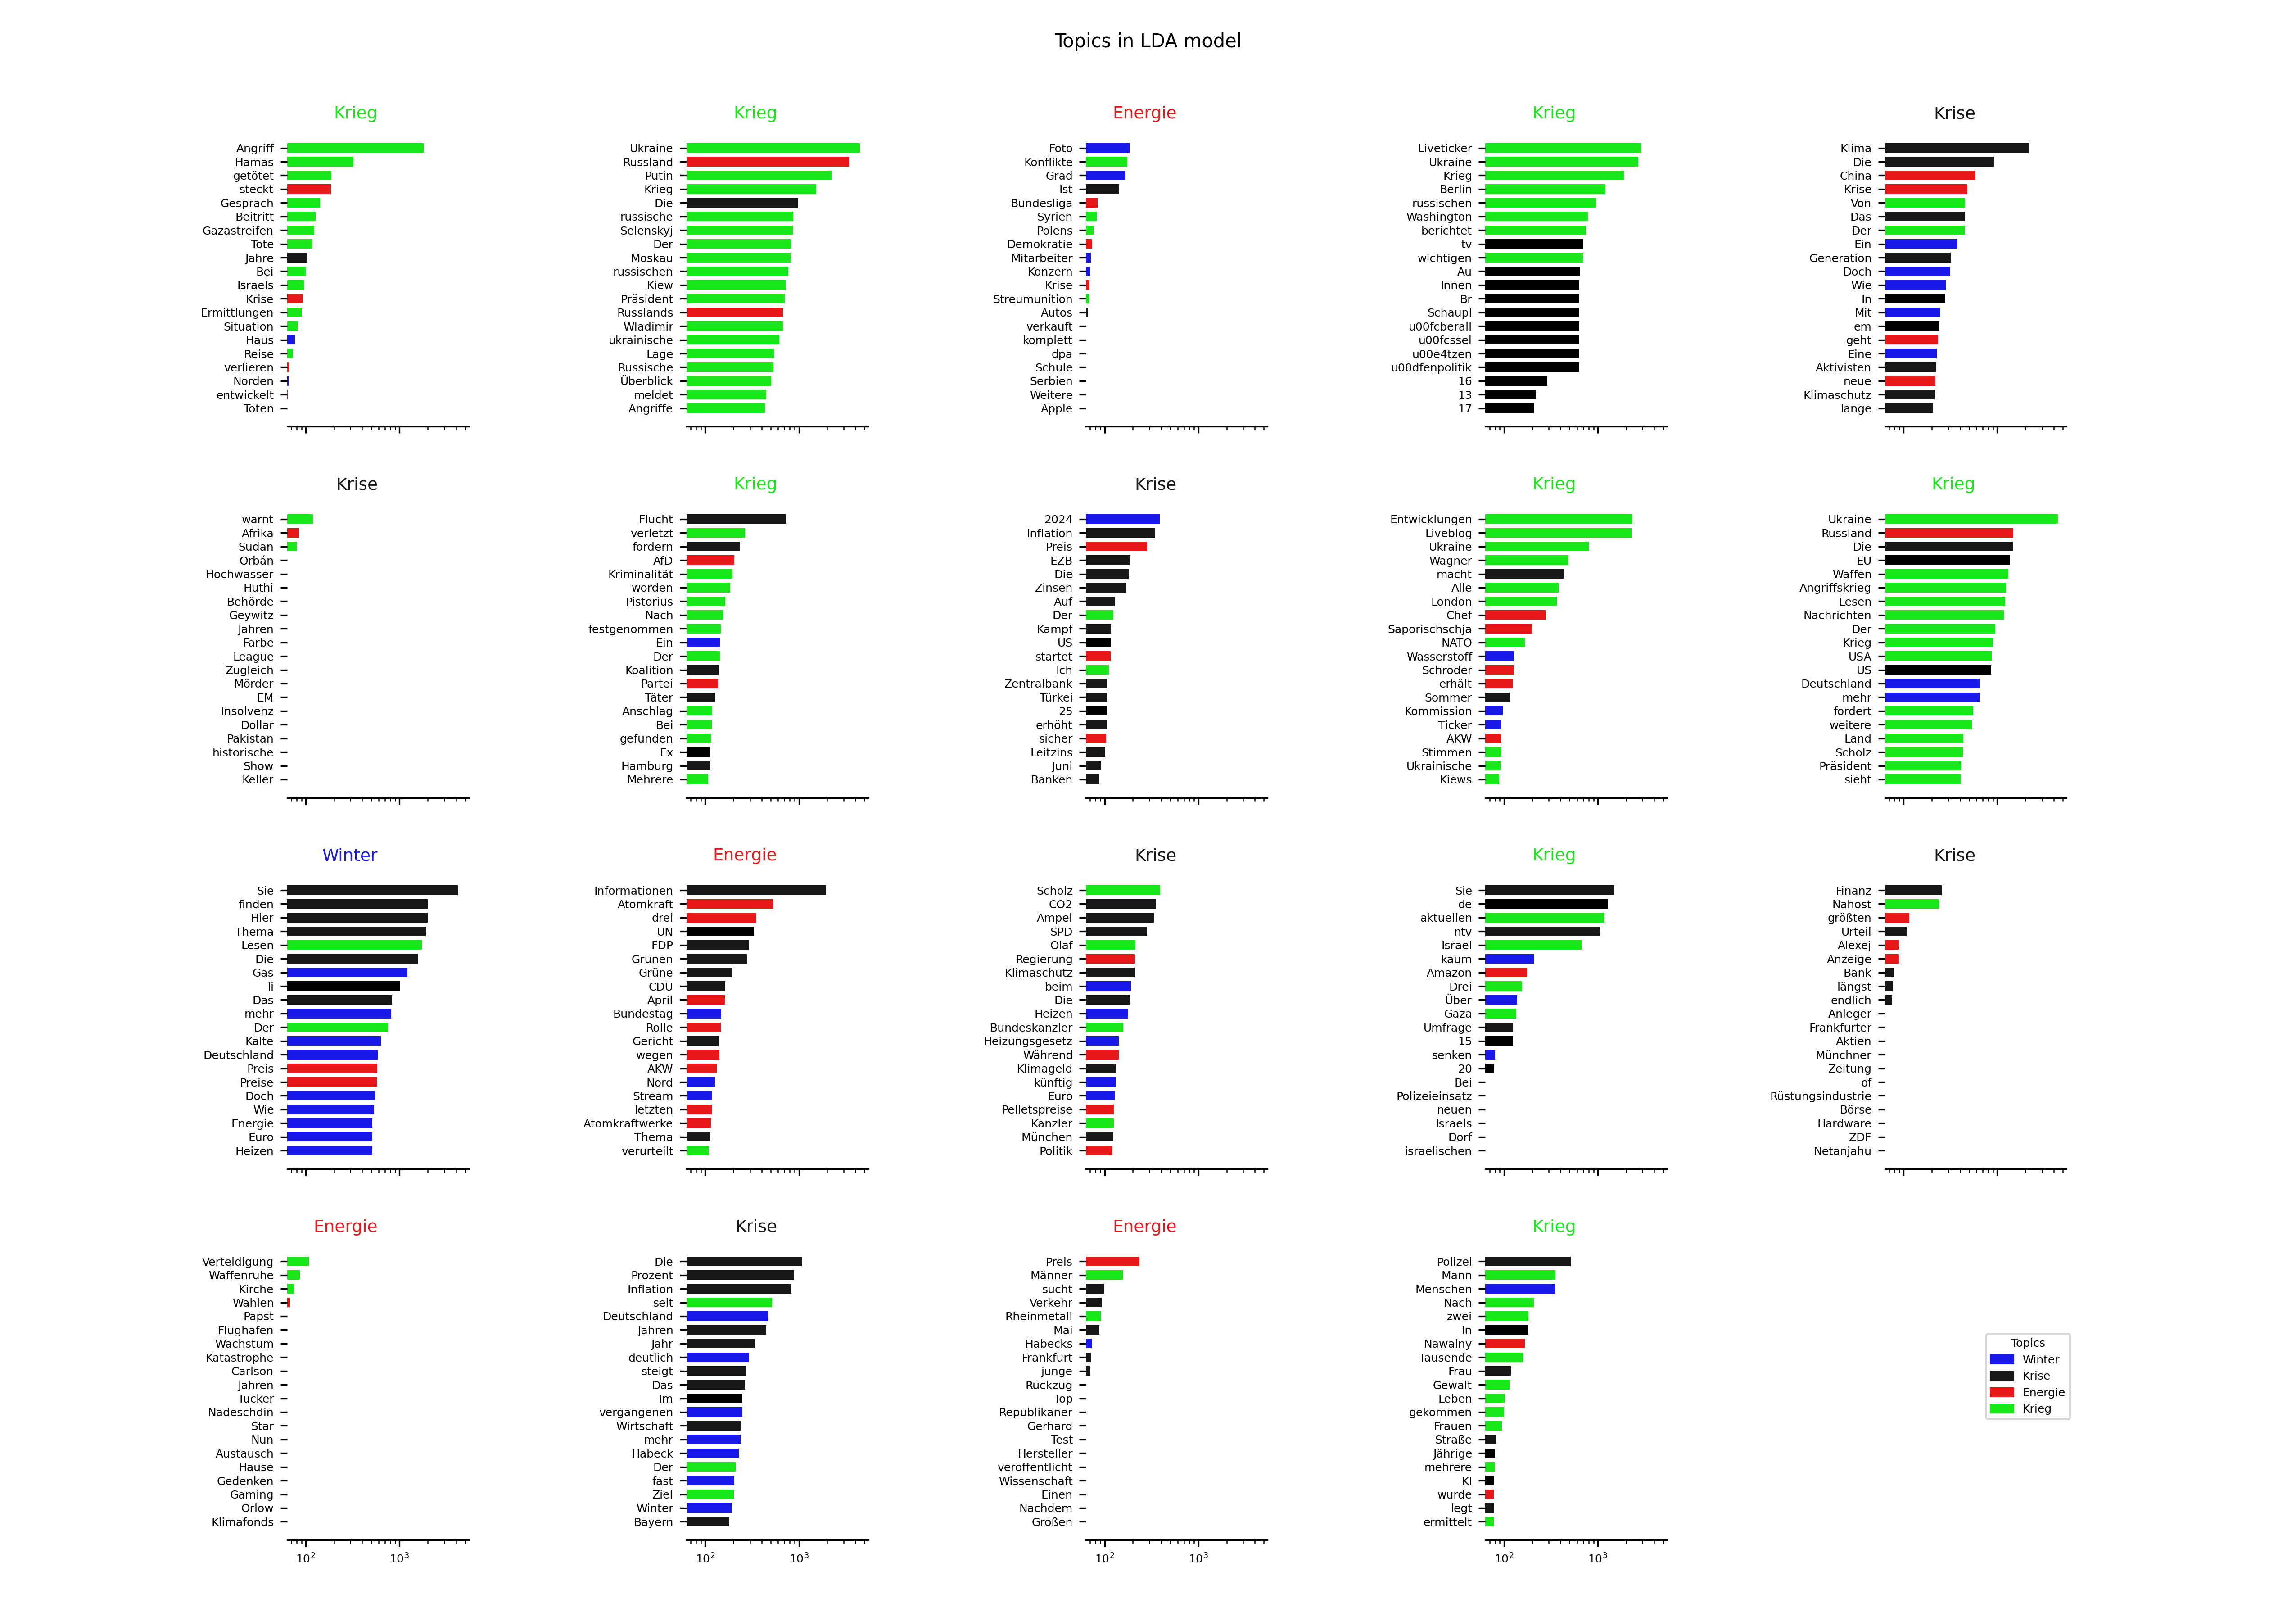 Topics in LDA model
Krieg
Angriff
Hamas
getötet
steckt
Gespräch
Beitritt
Gazastreifen
Tote
Jahre
Bei
Israels
Krise
Ermittlungen
Situation
Haus
Reise
verlieren
Norden
entwickelt
Toten
Krieg
Ukraine
Russland
Putin
Krieg
Die
russische
Selenskyj
Der
Moskau
russischen
Kiew
Präsident
Russlands
Wladimir
ukrainische
Lage
Russische
Überblick
meldet
Angriffe
Energie
Foto
Konflikte
Grad
Ist
Bundesliga
Syrien
Polens
Demokratie
Mitarbeiter
Konzern
Krise
Streumunition
Autos
verkauft
komplett
dpa
Schule
Serbien
Weitere
Apple
Krieg
Liveticker
Ukraine
Krieg
Berlin
russischen
Washington
berichtet
tv
wichtigen
Au
Innen
Br
Schaupl
u00fcberall
u00fcssel
u00e4tzen
u00dfenpolitik
16
13
17
Krise
Klima
Die
China
Krise
Von
Das
Der
Ein
Generation
Doch
Wie
In
Mit
em
geht
Eine
Aktivisten
neue
Klimaschutz
lange
Krise
warnt
Afrika
Sudan
Orbán
Hochwasser
Huthi
Behörde
Geywitz
Jahren
Farbe
League
Zugleich
Mörder
EM
Insolvenz
Dollar
Pakistan
historische
Show
Keller
Krieg
Flucht
verletzt
fordern
AfD
Kriminalität
worden
Pistorius
Nach
festgenommen
Ein
Der
Koalition
Partei
Täter
Anschlag
Bei
gefunden
Ex
Hamburg
Mehrere
Krise
2024
Inflation
Preis
EZB
Die
Zinsen
Auf
Der
Kampf
US
startet
Ich
Zentralbank
Türkei
25
erhöht
sicher
Leitzins
Juni
Banken
Krieg
Entwicklungen
Liveblog
Ukraine
Wagner
macht
Alle
London
Chef
Saporischschja
NATO
Wasserstoff
Schröder
erhält
Sommer
Kommission
Ticker
AKW
Stimmen
Ukrainische
Kiews
Krieg
Ukraine
Russland
Die
EU
Waffen
Angriffskrieg
Lesen
Nachrichten
Der
Krieg
USA
US
Deutschland
mehr
fordert
weitere
Land
Scholz
Präsident
sieht
Winter
Sie
finden
Hier
Thema
Lesen
Die
Gas
li
Das
mehr
Der
Kälte
Deutschland
Preis
Preise
Doch
Wie
Energie
Euro
Heizen
Energie
Informationen
Atomkraft
drei
UN
FDP
Grünen
Grüne
CDU
April
Bundestag
Rolle
Gericht
wegen
AKW
Nord
Stream
letzten
Atomkraftwerke
Thema
verurteilt
Krise
Scholz
CO2
Ampel
SPD
Olaf
Regierung
Klimaschutz
beim
Die
Heizen
Bundeskanzler
Heizungsgesetz
Während
Klimageld
künftig
Euro
Pelletspreise
Kanzler
München
Politik
Krieg
Sie
de
aktuellen
ntv
Israel
kaum
Amazon
Drei
Über
Gaza
Umfrage
15
senken
20
Bei
Polizeieinsatz
neuen
Israels
Dorf
israelischen
Krise
Finanz
Nahost
größten
Urteil
Alexej
Anzeige
Bank
längst
endlich
Anleger
Frankfurter
Aktien
Münchner
Zeitung
of
Rüstungsindustrie
Börse
Hardware
ZDF
Netanjahu
Energie
Verteidigung
Waffenruhe
Kirche
Wahlen
Papst
Flughafen
Wachstum
Katastrophe
Carlson
Jahren
Tucker
Nadeschdin
Star
Nun
Austausch
Hause
Gedenken
Gaming
Orlow
Klimafonds
10² 10³
Krise
Die
Prozent
Inflation
seit
Deutschland
Jahren
Jahr
deutlich
steigt
Das
Im
vergangenen
Wirtschaft
mehr
Habeck
Der
fast
Ziel
Winter
Bayern
10² 10³
Energie
Preis
Männer
sucht
Verkehr
Rheinmetall
Mai
Habecks
Frankfurt
junge
Rückzug
Top
Republikaner
Gerhard
Test
Hersteller
veröffentlicht
Wissenschaft
Einen
Nachdem
Großen
10² 10³
Krieg
Polizei
Mann
Menschen
Nach
zwei
In
Nawalny
Tausende
Frau
Gewalt
Leben
gekommen
Frauen
Straße
Jährige
mehrere
KI
wurde
legt
ermittelt
10² 10³
Topics
Winter
Krise
Energie
Krieg